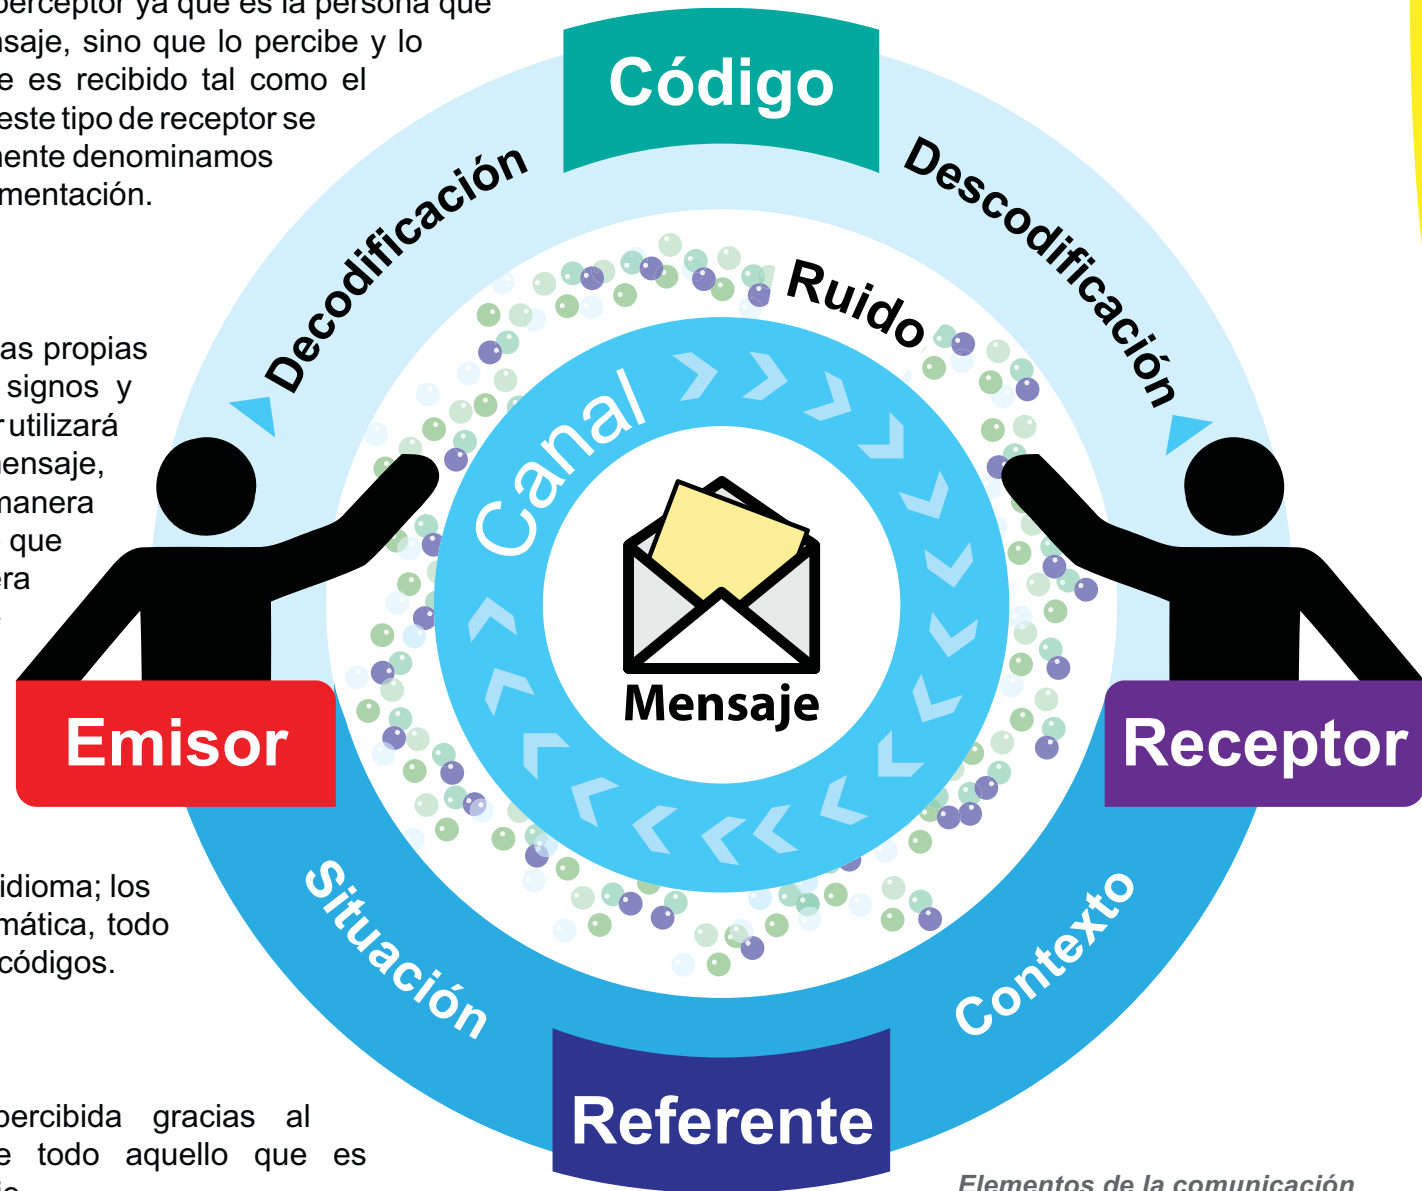 perceptor ya que es la persona que
saje, sino que lo percibe y lo
e es recibido tal como el
este tipo de receptor se
mente denominamos
mentación.
as propias
signos y
utilizará
mensaje,
manera
que
era
idioma; los
mática, todo
códigos.
percibida gracias al
e todo aquello que es
Código
Decodificación
Descodificación
Ruido
Canal
Mensaje
Emisor
Receptor
Situación
Contexto
Referente
Elementos de la comunicación